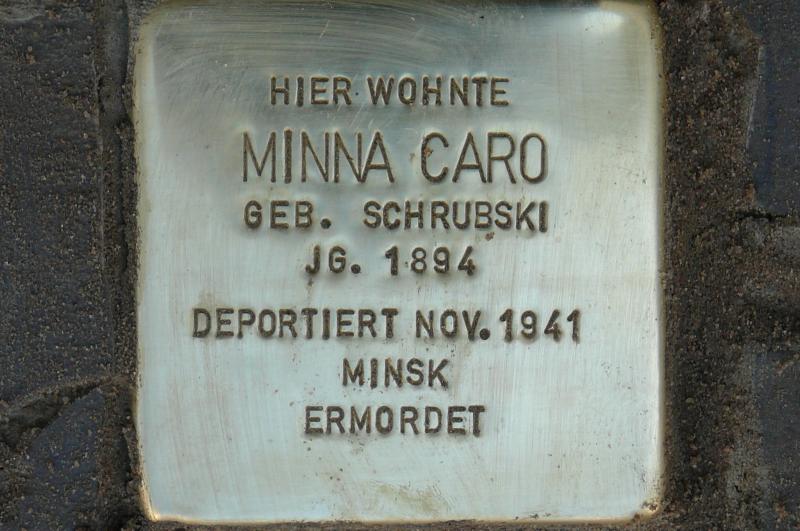 HIER WOHNTE
MINNA CARO
GEB. SCHRUBSKI
JG. 1894
DEPORTIERT NOV. 1941
MINSK
ERMORDET